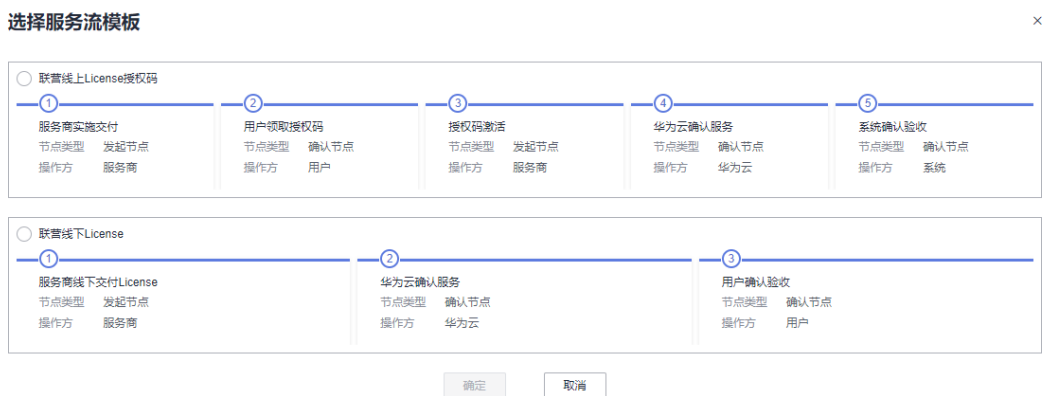 选择服务流模板
×
联营线上License授权码
1 2 3 4 5
服务商实施交付 用户领取授权码 授权码激活 华为云确认服务 系统确认验收
节点类型 发起节点 节点类型 确认节点 节点类型 发起节点 节点类型 确认节点 节点类型 确认节点
操作方 服务商 操作方 用户 操作方 服务商 操作方 华为云 操作方 系统
联营线下License
1 2 3
服务商线下交付License 华为云确认服务 用户确认验收
节点类型 发起节点 节点类型 确认节点 节点类型 确认节点
操作方 服务商 操作方 华为云 操作方 用户
确定 取消